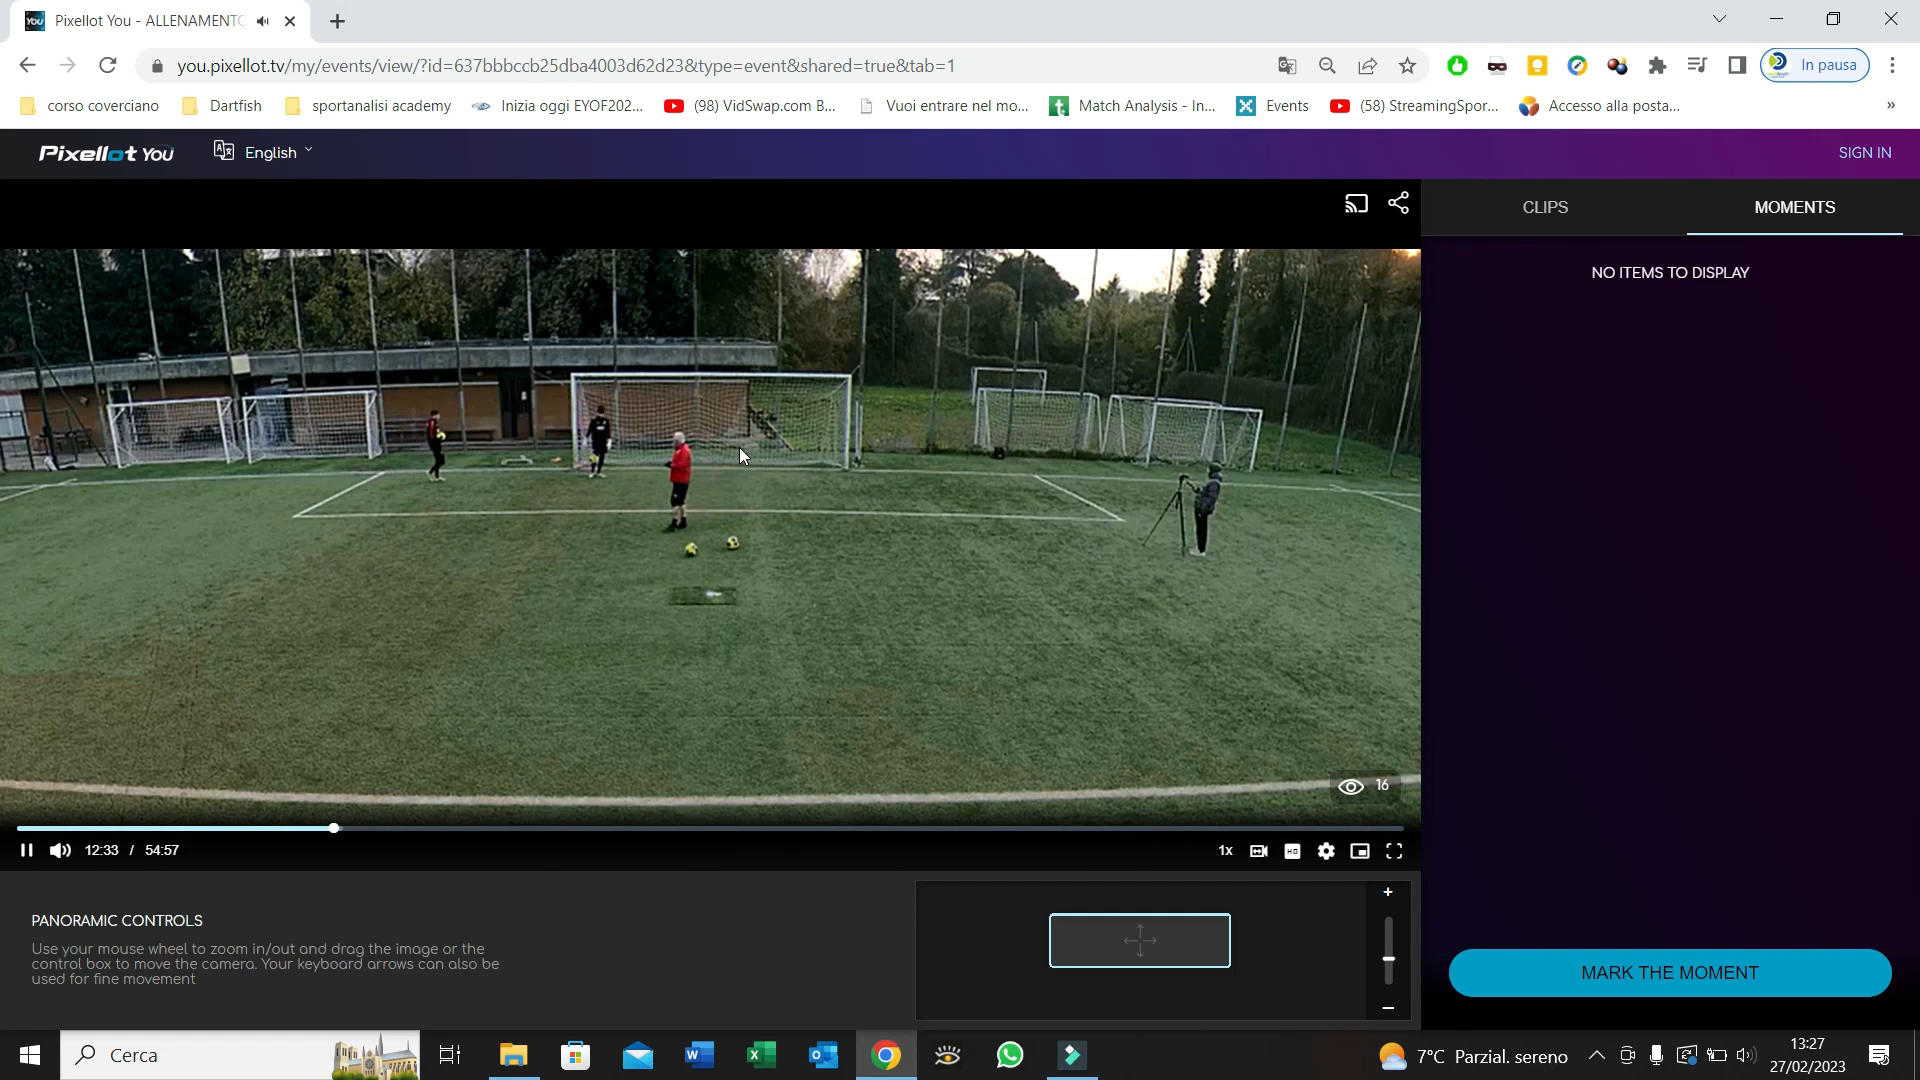 Pixellot You - ALLENAMENTO
you.pixellot.tv/my/events/view/?id=637bbbccb25dba4003d62d23&type=event&shared=true&tab=1
In pausa
corso coverciano
Dartfish
sportanalisi academy
Inizia oggi EYOF202...
(98) VidSwap.com B...
Vuoi entrare nel mo...
Match Analysis - In...
Events
(58) StreamingSpor...
Accesso alla posta...
»
Pixellot You
English
SIGN IN
CLIPS
MOMENTS
NO ITEMS TO DISPLAY
16
12:33 / 54:57
1x
HD
PANORAMIC CONTROLS
Use your mouse wheel to zoom in/out and drag the image or the
control box to move the camera. Your keyboard arrows can also be
used for fine movement
+
−
MARK THE MOMENT
Cerca
7°C Parzial. sereno
13:27
27/02/2023